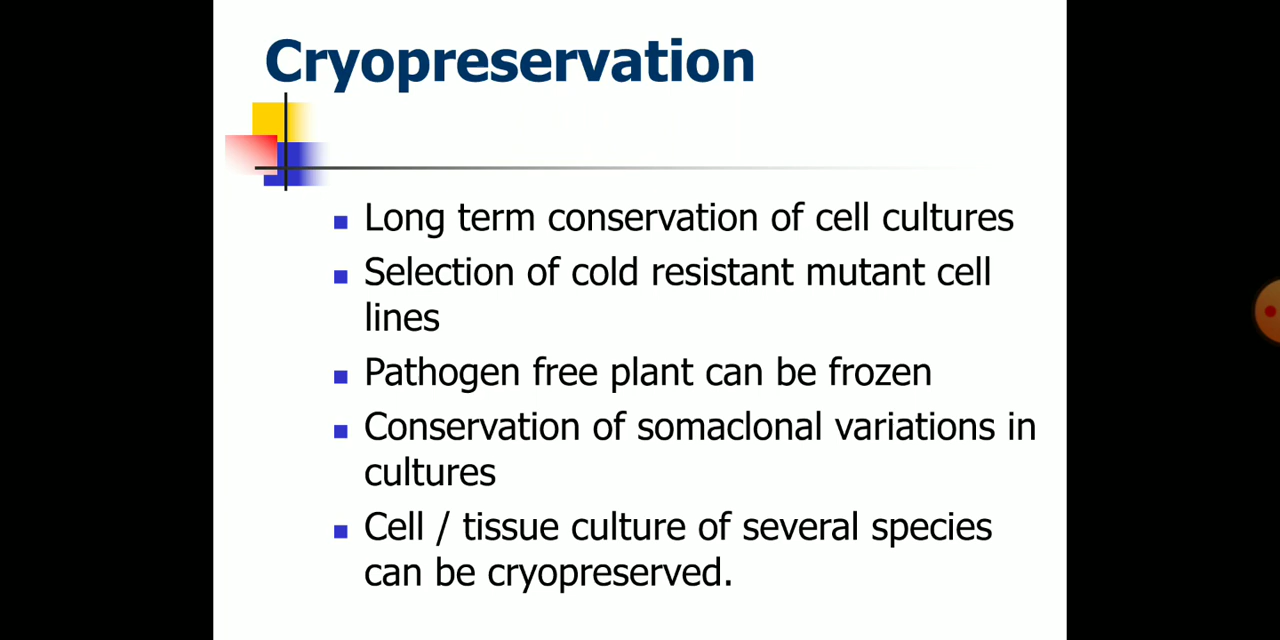 Cryopreservation
Long term conservation of cell cultures
Selection of cold resistant mutant cell
lines
Pathogen free plant can be frozen
Conservation of somaclonal variations in
cultures
Cell / tissue culture of several species
can be cryopreserved.